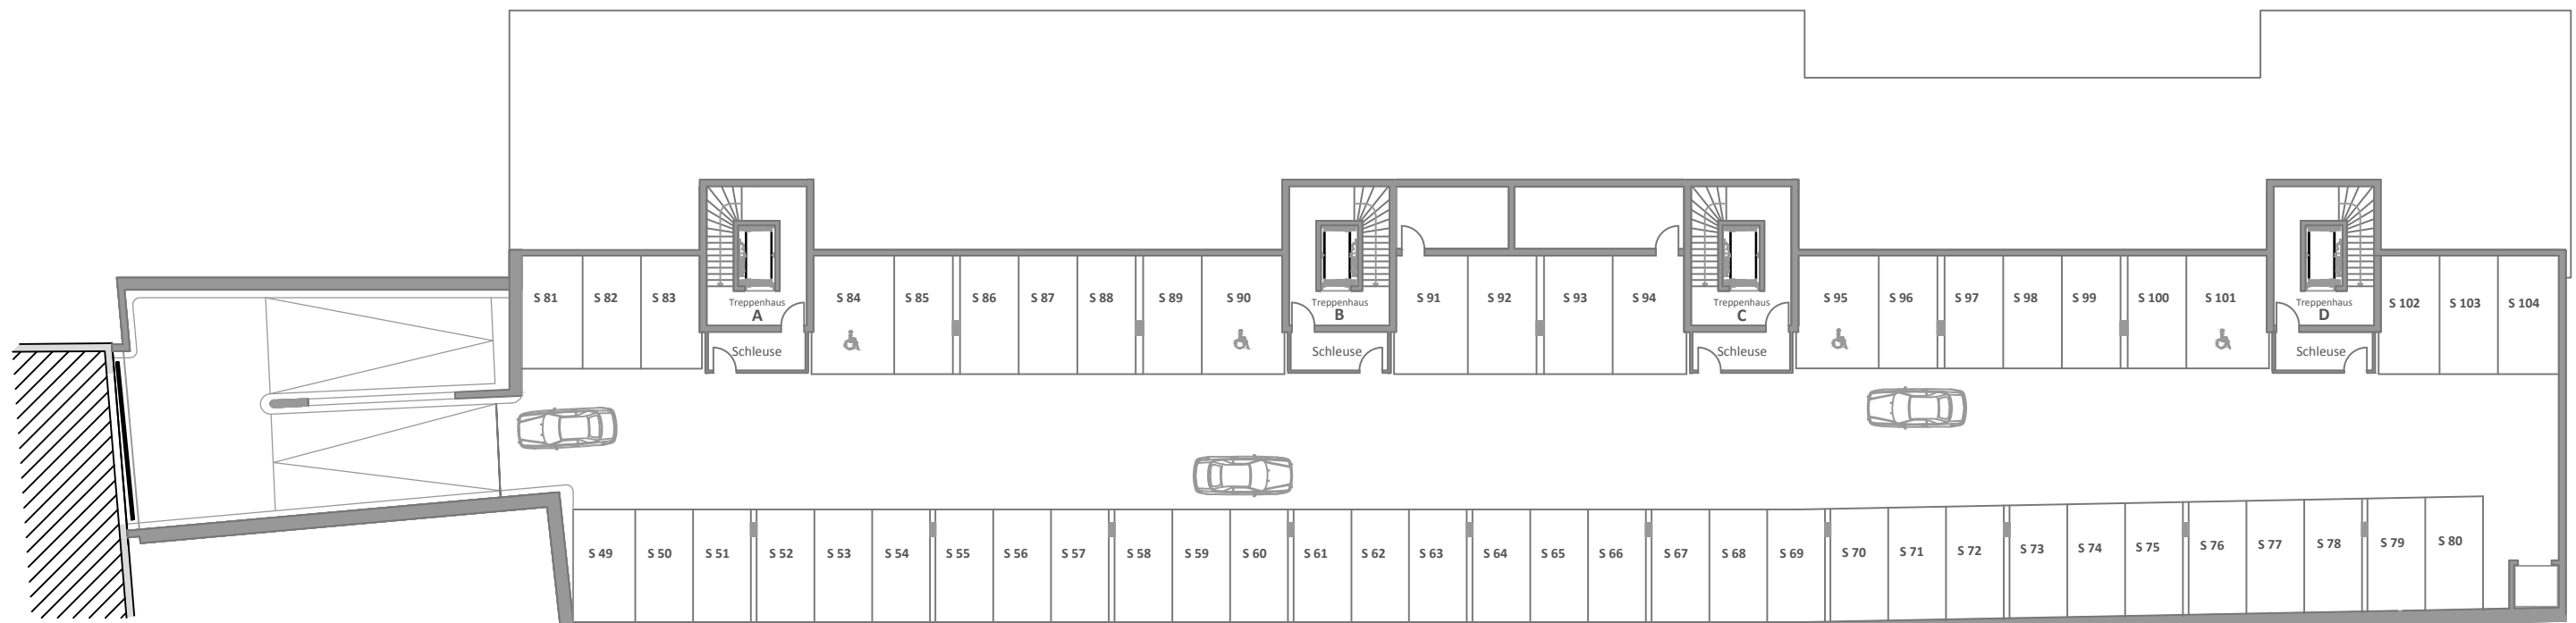 S 81
S 82
S 83
Treppenhaus
A
Schleuse
S 84
S 85
S 86
S 87
S 88
S 89
S 90
Treppenhaus
B
Schleuse
S 91
S 92
S 93
S 94
Treppenhaus
C
Schleuse
S 95
S 96
S 97
S 98
S 99
S 100
S 101
Treppenhaus
D
Schleuse
S 102
S 103
S 104
S 49
S 50
S 51
S 52
S 53
S 54
S 55
S 56
S 57
S 58
S 59
S 60
S 61
S 62
S 63
S 64
S 65
S 66
S 67
S 68
S 69
S 70
S 71
S 72
S 73
S 74
S 75
S 76
S 77
S 78
S 79
S 80